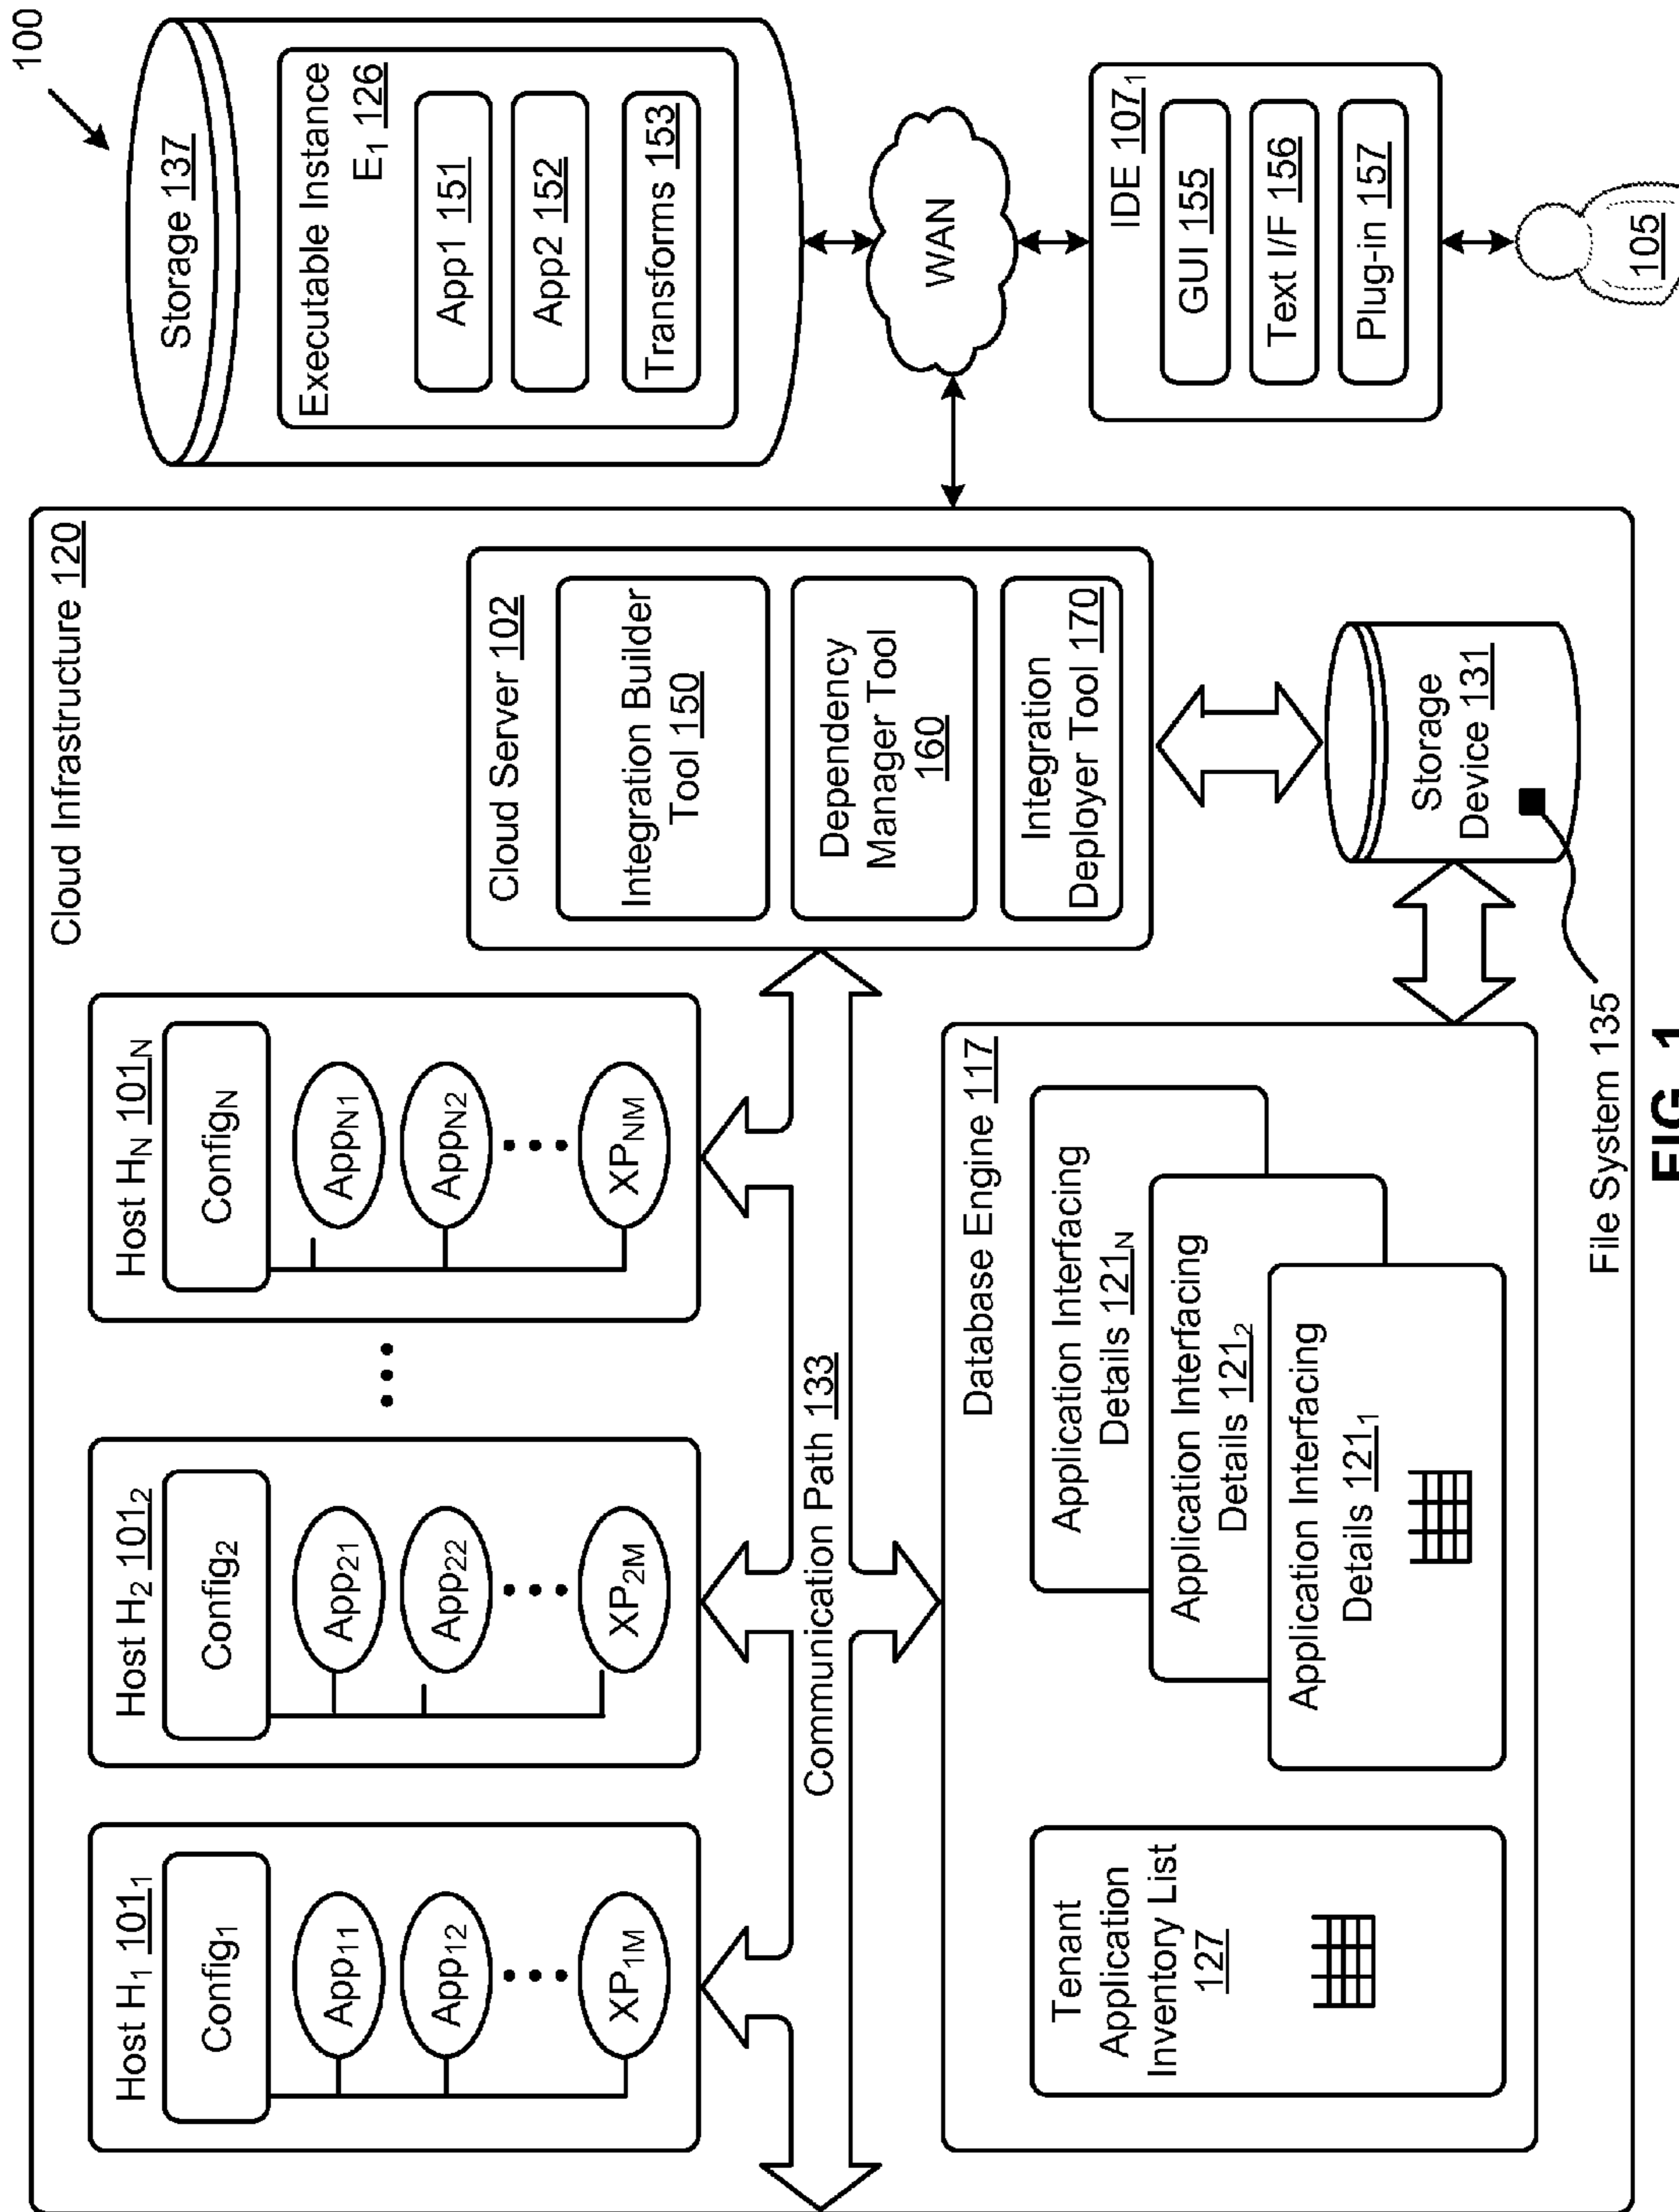 100
Cloud Infrastructure 120
Host H₁ 101₁
Config₁
App₁₁
App₁₂
XP₁M
Host H₂ 101₂
Config₂
App₂₁
App₂₂
XP₂M
Host HN 101N
ConfigN
AppN1
AppN2
XPNM
Communication Path 133
Cloud Server 102
Integration Builder
Tool 150
Dependency
Manager Tool
160
Integration
Deployer Tool 170
Database Engine 117
Tenant
Application
Inventory List
127
Application Interfacing
Details 121N
Application Interfacing
Details 121₂
Application Interfacing
Details 121₁
Storage
Device 131
File System 135
Storage 137
Executable Instance
E₁ 126
App1 151
App2 152
Transforms 153
WAN
IDE 107₁
GUI 155
Text I/F 156
Plug-in 157
105
FIG. 1